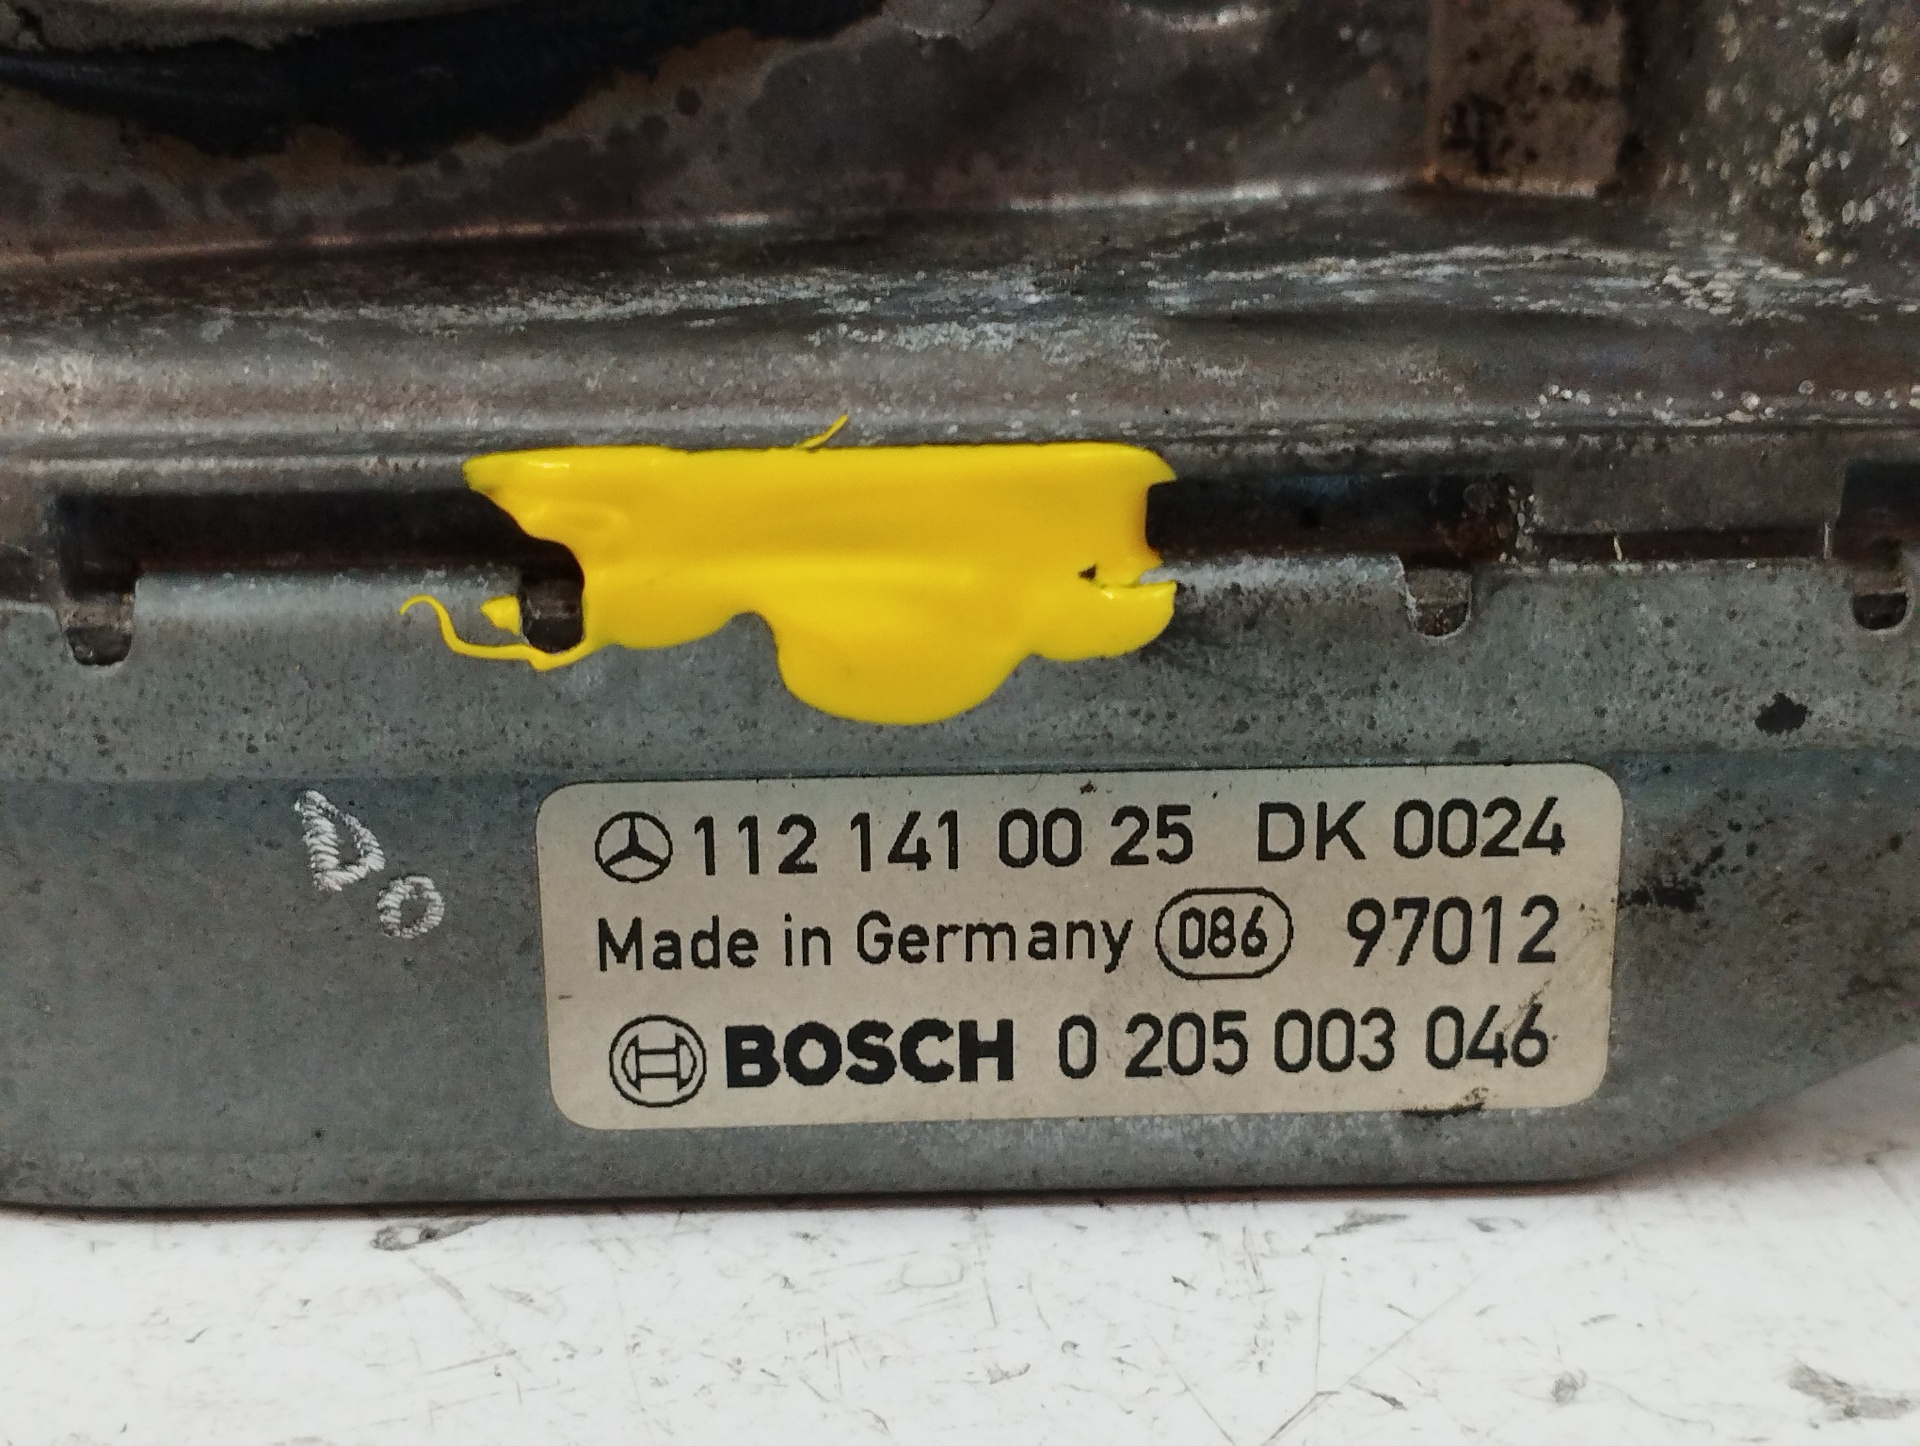 112 141 00 25 DK 0024
Made in Germany 086 97012
BOSCH 0 205 003 046